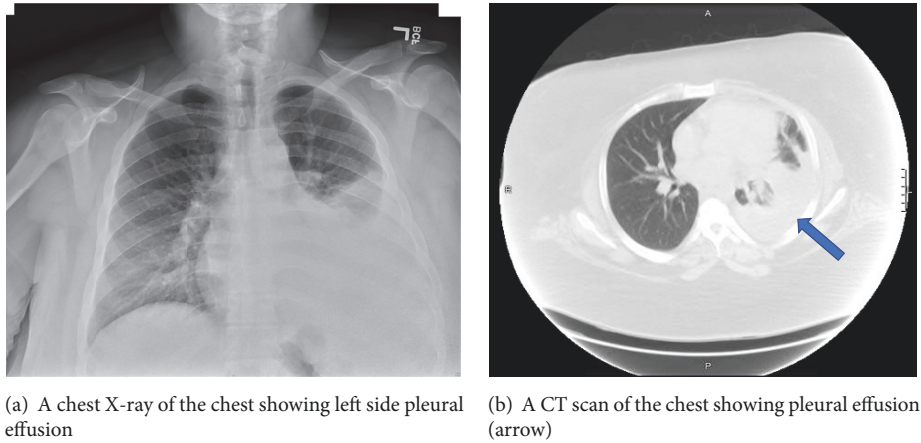 L
BCF
A
P
(a) A chest X-ray of the chest showing left side pleural
effusion
(b) A CT scan of the chest showing pleural effusion
(arrow)